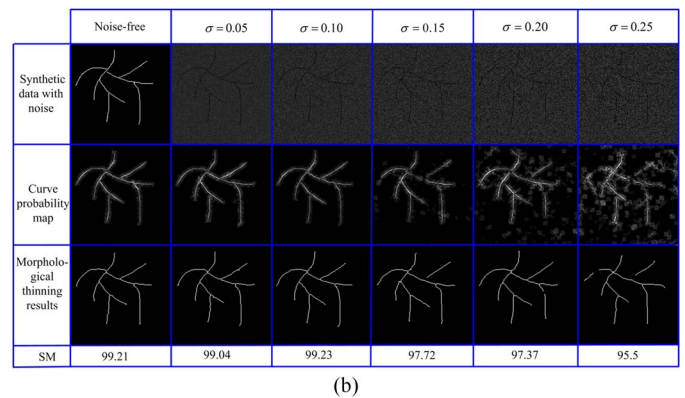 Noise-free σ = 0.05 σ = 0.10 σ = 0.15 σ = 0.20 σ = 0.25
Synthetic
data with
noise
Curve
probability
map
Morpholo-
gical
thinning
results
SM 99.21 99.04 99.23 97.72 97.37 95.5
(b)